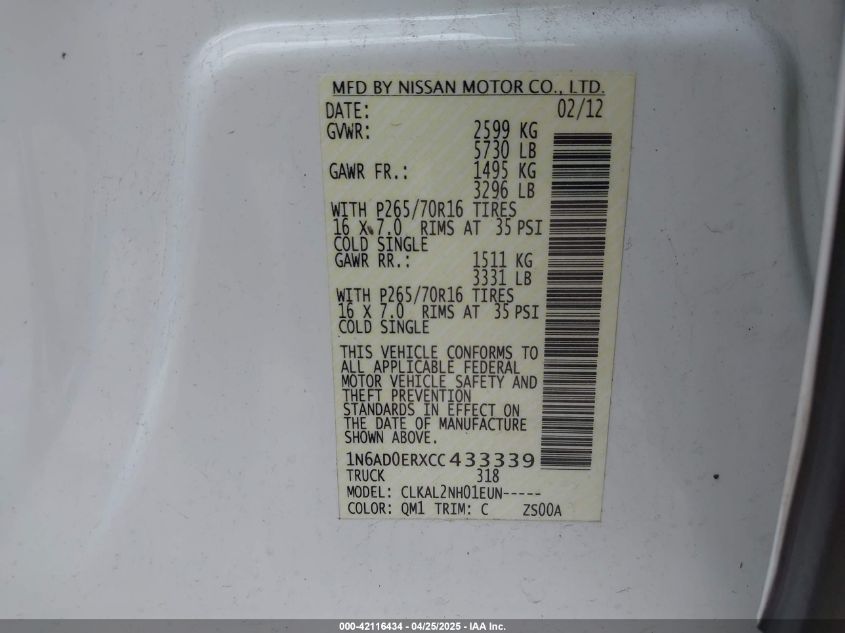 MFD BY NISSAN MOTOR CO., LTD.
DATE: 02/12
GVWR: 2599 KG
5730 LB
GAWR FR.: 1495 KG
3296 LB
WITH P265/70R16 TIRES
16 X 7.0 RIMS AT 35 PSI
COLD SINGLE
GAWR RR.: 1511 KG
3331 LB
WITH P265/70R16 TIRES
16 X 7.0 RIMS AT 35 PSI
COLD SINGLE
THIS VEHICLE CONFORMS TO
ALL APPLICABLE FEDERAL
MOTOR VEHICLE SAFETY AND
THEFT PREVENTION
STANDARDS IN EFFECT ON
THE DATE OF MANUFACTURE
SHOWN ABOVE.
1N6AD0ERXCC433339
TRUCK 318
MODEL: CLKAL2NH01EUN-----
COLOR: QM1 TRIM: C ZS00A
000-42116434 - 04/25/2025 - IAA Inc.